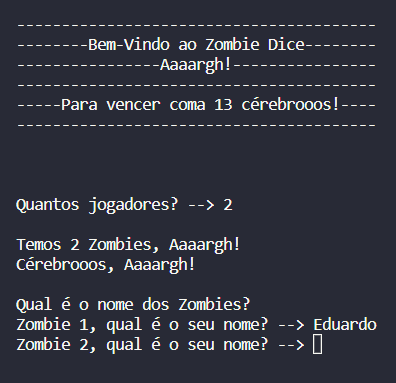 ------------------------------------
--------Bem-Vindo ao Zombie Dice--------
----------------Aaaargh!----------------
------------------------------------
-----Para vencer coma 13 cérebrooos!----
------------------------------------
Quantos jogadores? --> 2
Temos 2 Zombies, Aaaargh!
Cérebrooos, Aaaargh!
Qual é o nome dos Zombies?
Zombie 1, qual é o seu nome? --> Eduardo
Zombie 2, qual é o seu nome? -->